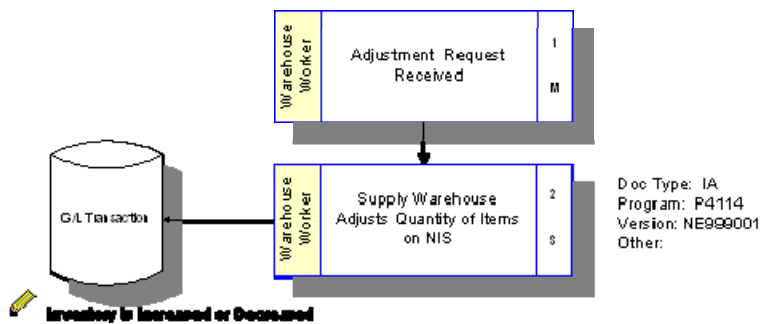 Warehouse
Worker
Adjustment Request
Received
1
M
Warehouse
Worker
Supply Warehouse
Adjusts Quantity of Items
on NIS
2
S
Doc Type: IA
Program: P4114
Version: NE999001
Other:
G/L Transaction
Inventory is Increased or Decreased